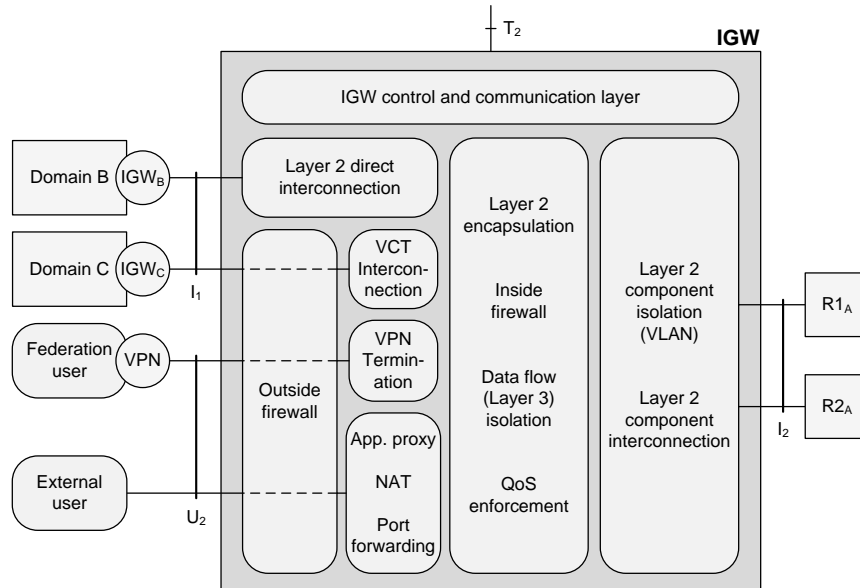 T2
IGW
IGW control and communication layer
Domain B
IGWB
Layer 2 direct
interconnection
Domain C
IGWC
I1
VCT
Intercon-
nection
Federation
user
VPN
VPN
Termin-
ation
Outside
firewall
External
user
U2
App. proxy
NAT
Port
forwarding
Layer 2
encapsulation
Inside
firewall
Data flow
(Layer 3)
isolation
QoS
enforcement
Layer 2
component
isolation
(VLAN)
Layer 2
component
interconnection
R1A
R2A
I2